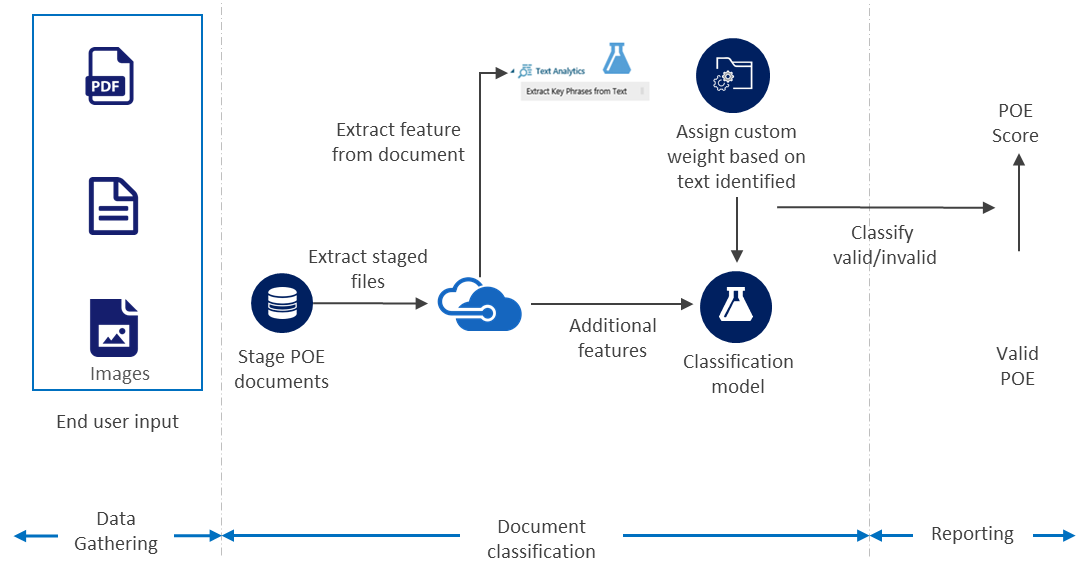 PDF
Images
End user input
Stage POE
documents
Extract staged
files
Extract feature
from document
Text Analytics
Extract Key Phrases from Text
Additional
features
Assign custom
weight based on
text identified
Classification
model
Classify
valid/invalid
POE
Score
Valid
POE
Data
Gathering
Document
classification
Reporting